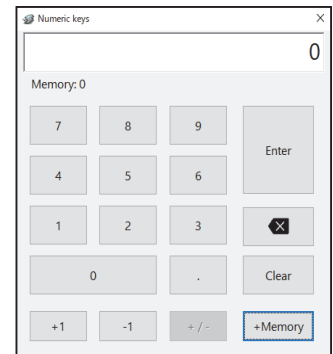 Numeric keys
0
Memory: 0
7 8 9
Enter
4 5 6
1 2 3
0 . Clear
+1 -1 +/- +Memory